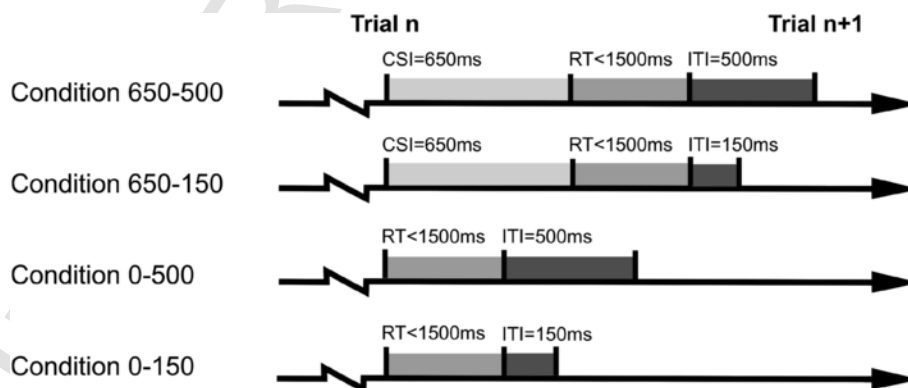 Trial n Trial n+1
CSI=650ms RT<1500ms ITI=500ms
Condition 650-500
CSI=650ms RT<1500ms ITI=150ms
Condition 650-150
RT<1500ms ITI=500ms
Condition 0-500
RT<1500ms ITI=150ms
Condition 0-150